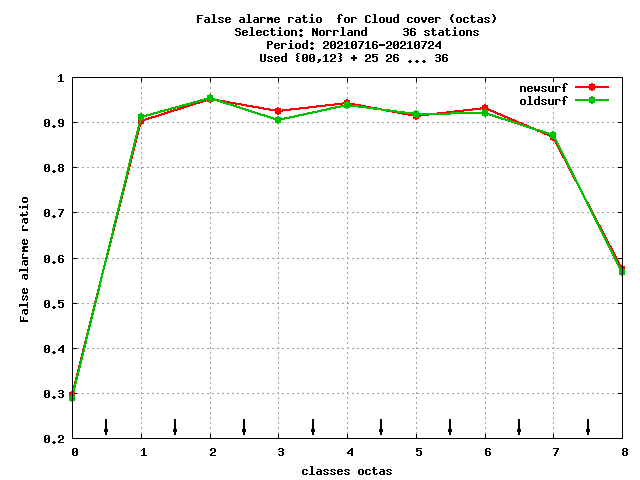 False alarme ratio  for Cloud cover (octas)
Selection: Norrland     36 stations
Period: 20210716-20210724
Used {00,12} + 25 26 ... 36
newsurf
oldsurf
False alarme ratio
1
0.9
0.8
0.7
0.6
0.5
0.4
0.3
0.2
0 1 2 3 4 5 6 7 8
classes octas